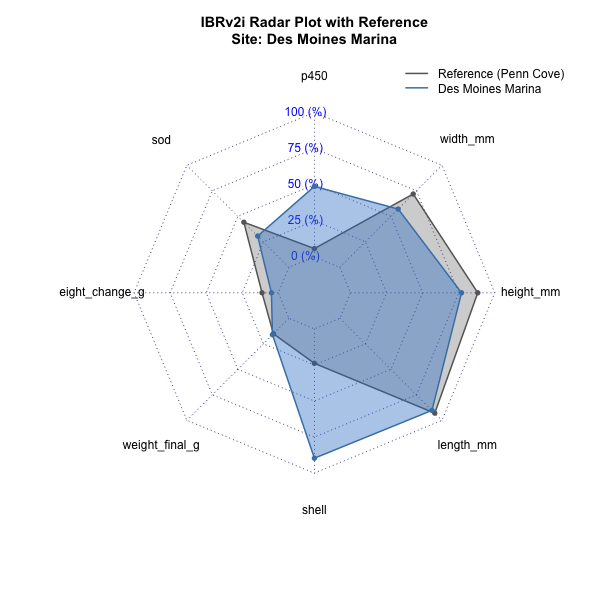 IBRv2i Radar Plot with Reference
Site: Des Moines Marina
p450
Reference (Penn Cove)
Des Moines Marina
100 (%)
sod
width_mm
75 (%)
50 (%)
25 (%)
0 (%)
eight_change_g
height_mm
weight_final_g
length_mm
shell